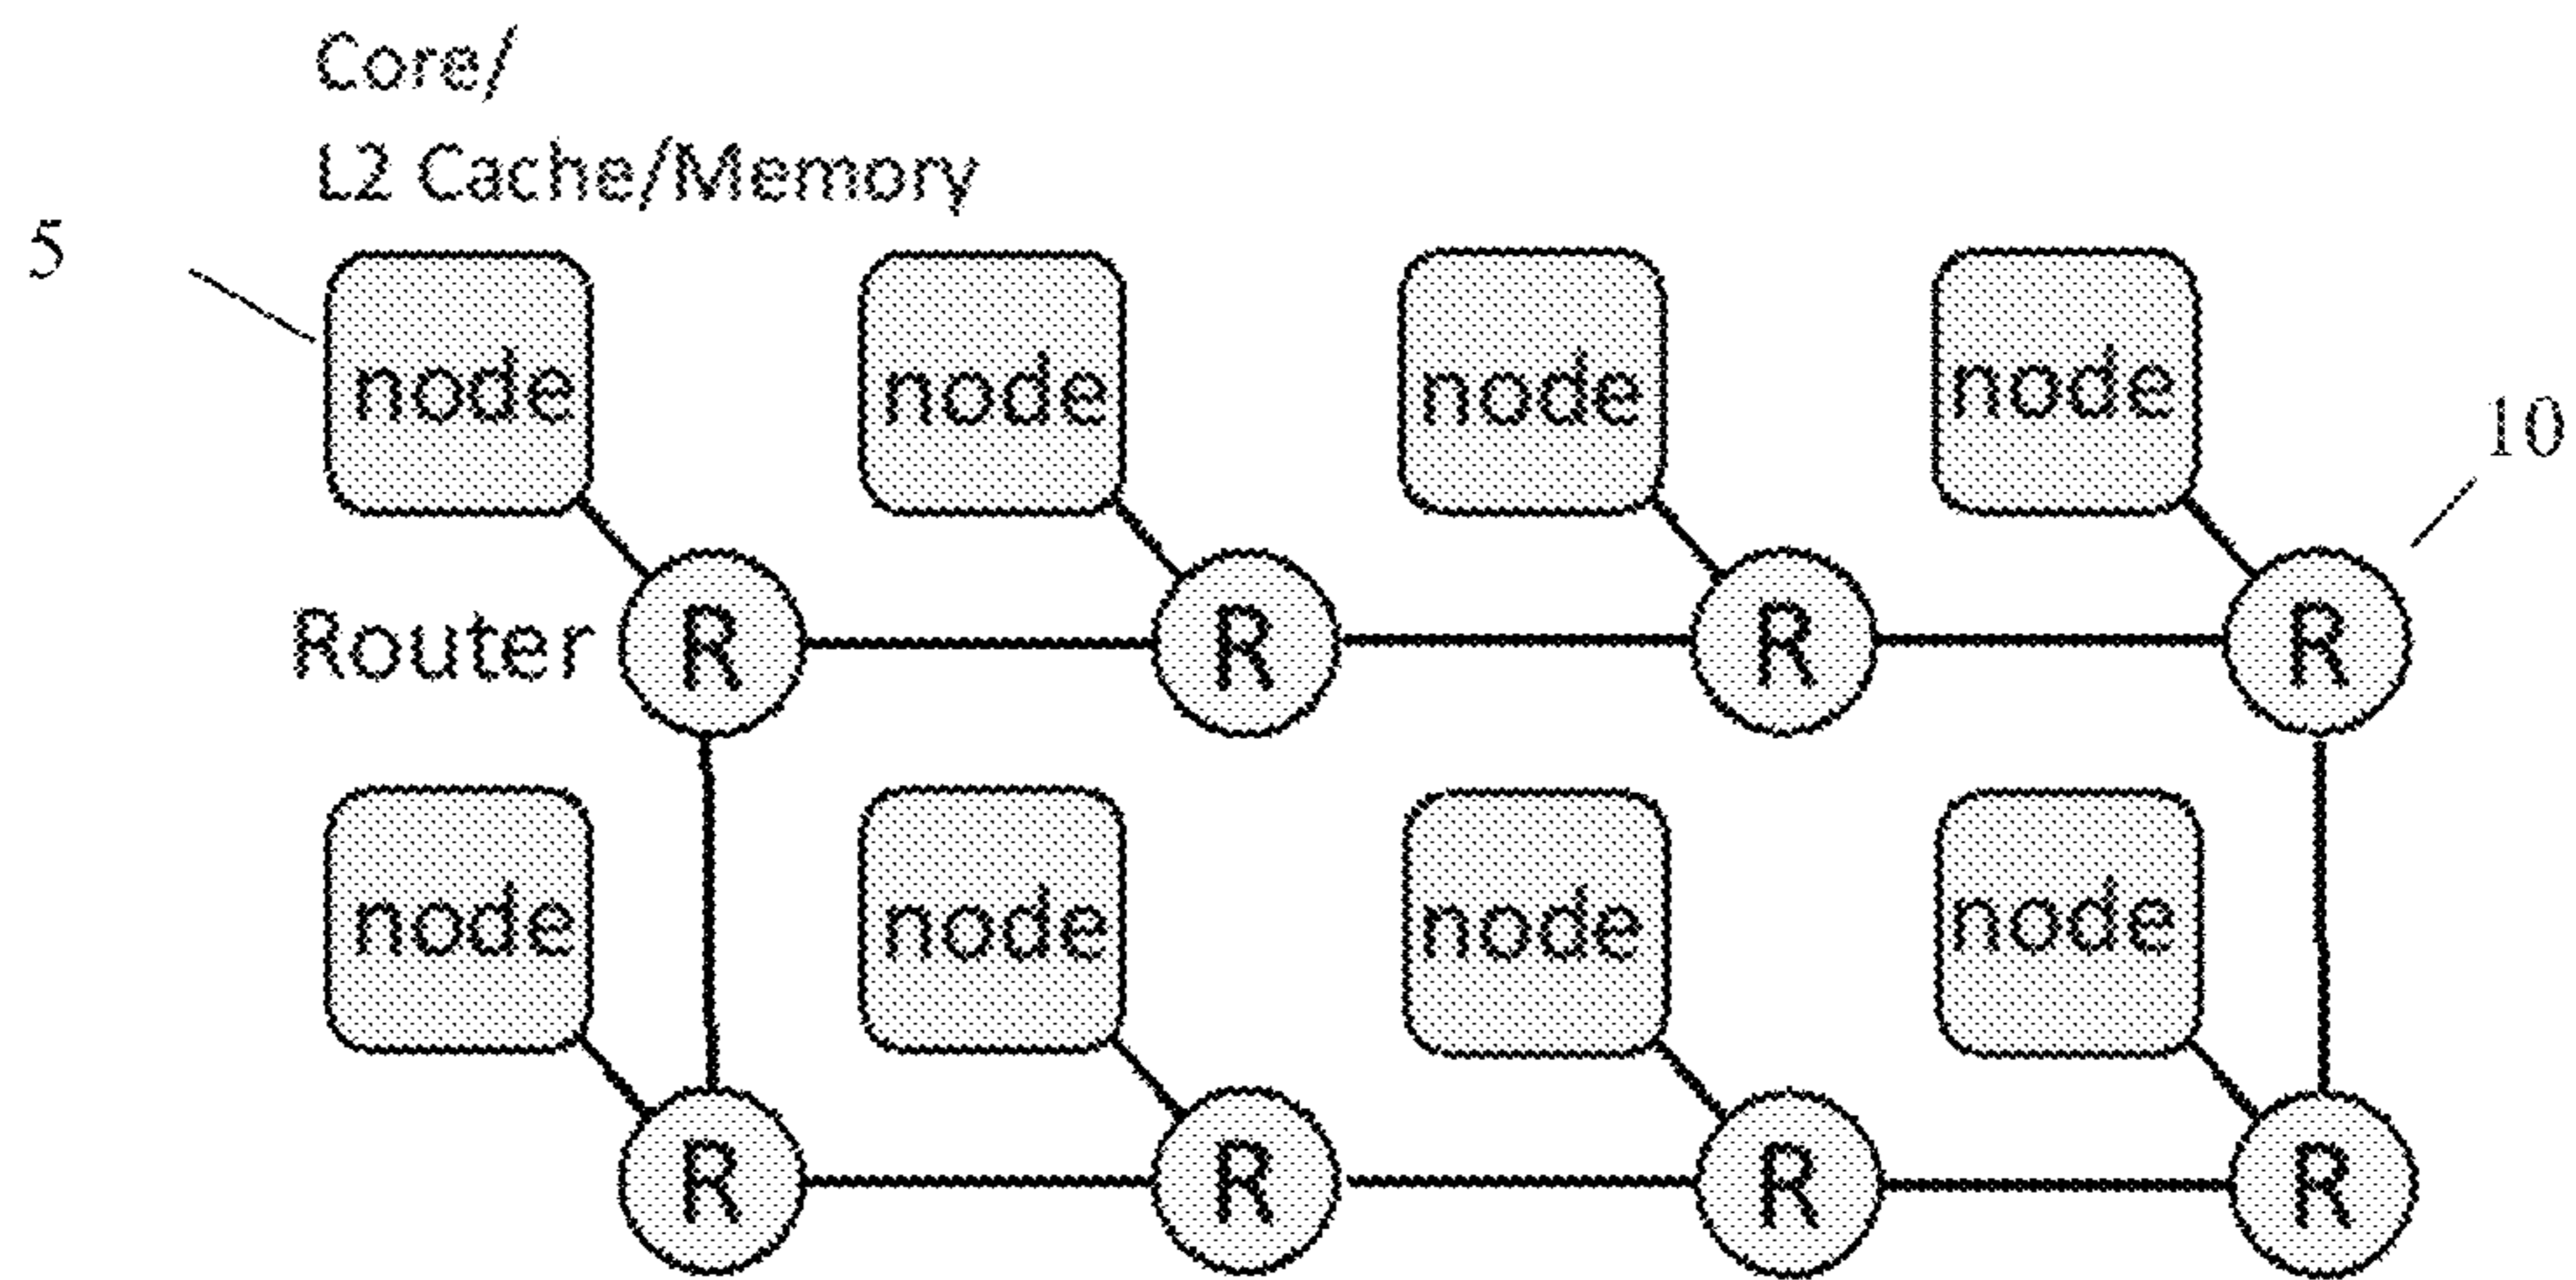 Core/
L2 Cache/Memory
5
node node node node
10
Router R R R R
node node node node
R R R R